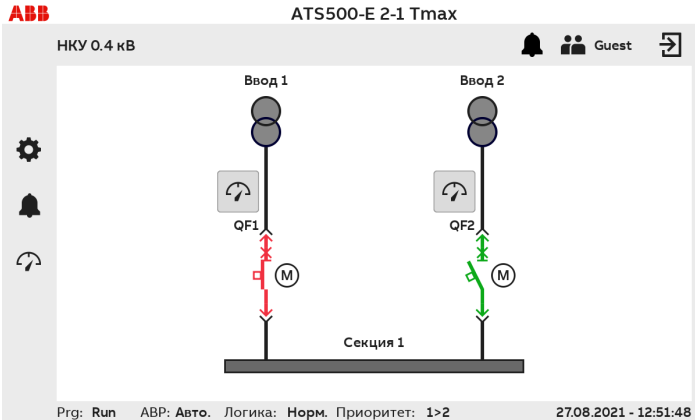 ABB
ATS500-E 2-1 Tmax
НКУ 0.4 кВ
Guest
Ввод 1
Ввод 2
QF1
QF2
M
M
Секция 1
Prg: Run АВР: Авто. Логика: Норм. Приоритет: 1>2 27.08.2021 - 12:51:48